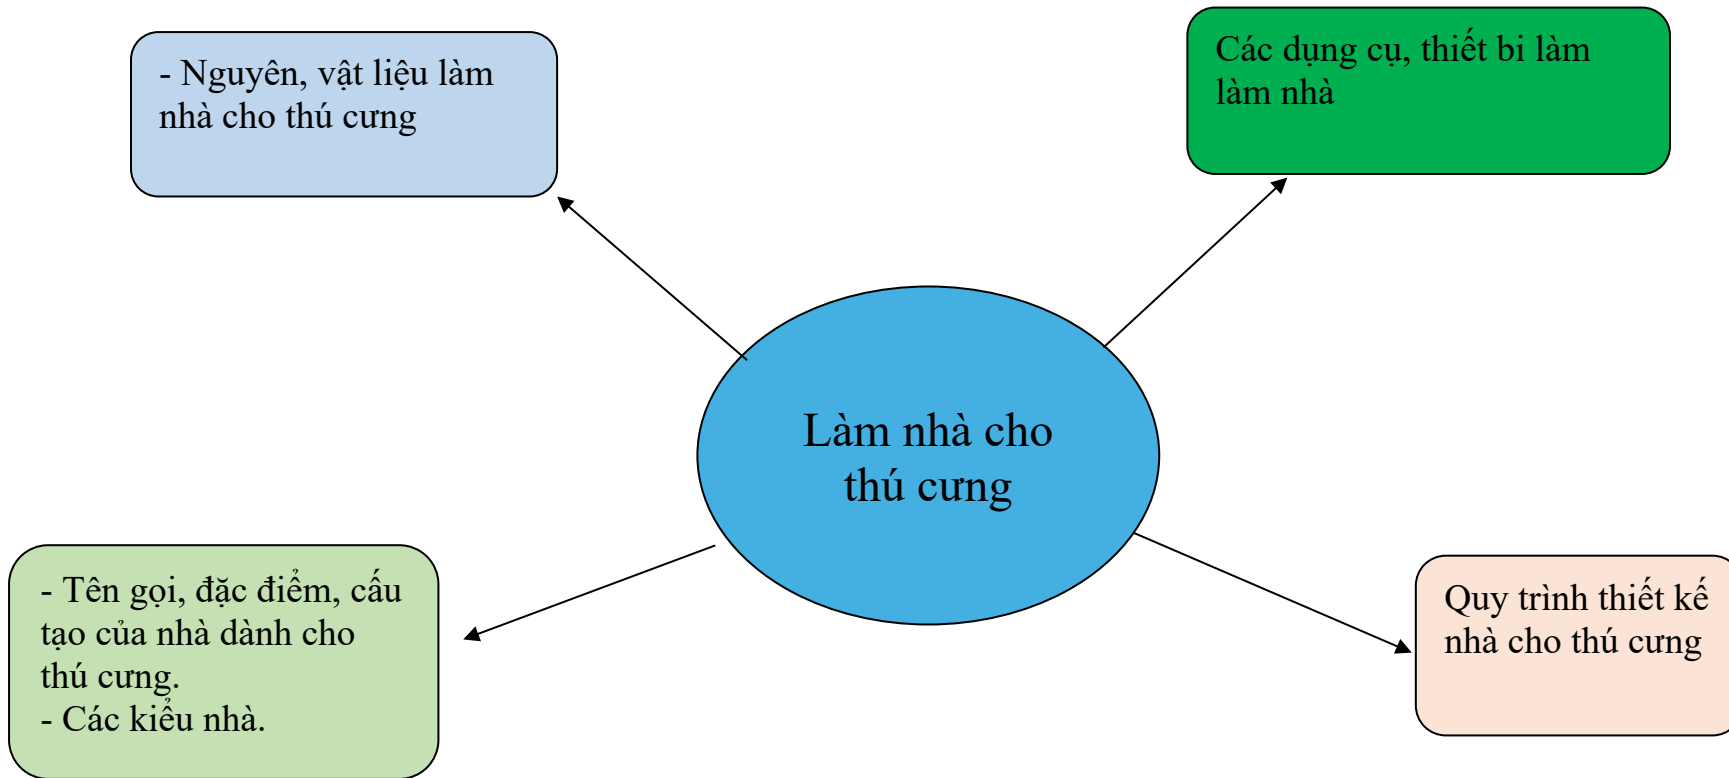 - Nguyên, vật liệu làm
nhà cho thú cưng
Các dụng cụ, thiết bi làm
làm nhà
Làm nhà cho
thú cưng
- Tên gọi, đặc điểm, cấu
tạo của nhà dành cho
thú cưng.
- Các kiểu nhà.
Quy trình thiết kế
nhà cho thú cưng